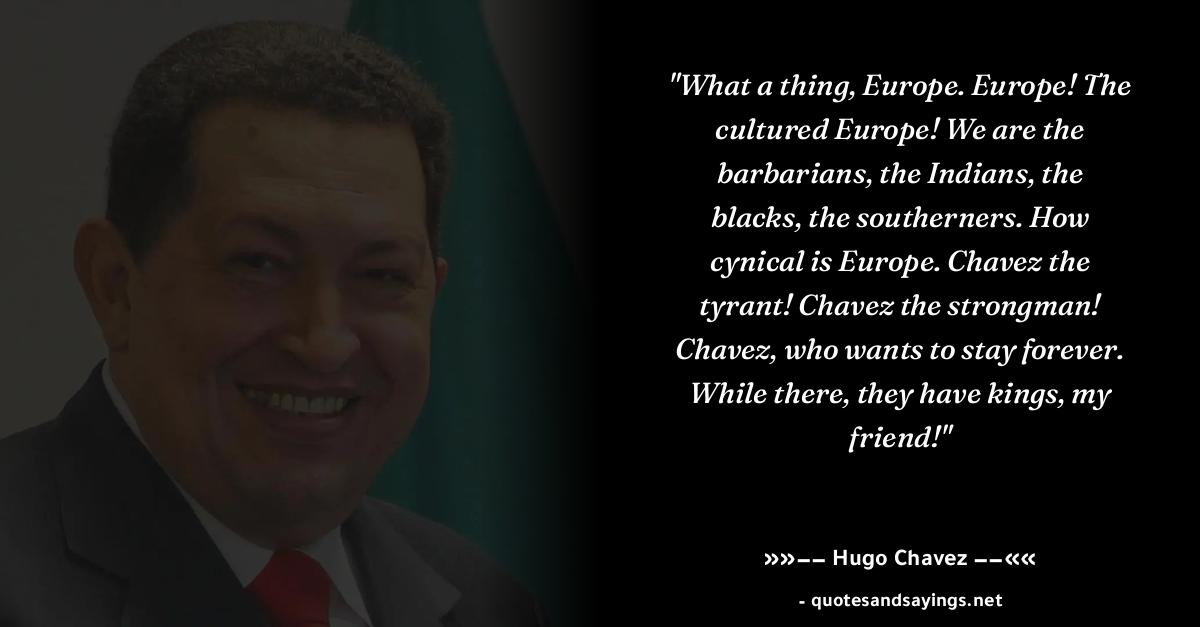 "What a thing, Europe. Europe! The
cultured Europe! We are the
barbarians, the Indians, the
blacks, the southerners. How
cynical is Europe. Chavez the
tyrant! Chavez the strongman!
Chavez, who wants to stay forever.
While there, they have kings, my
friend!"
»»−− Hugo Chavez −−««
- quotesandsayings.net